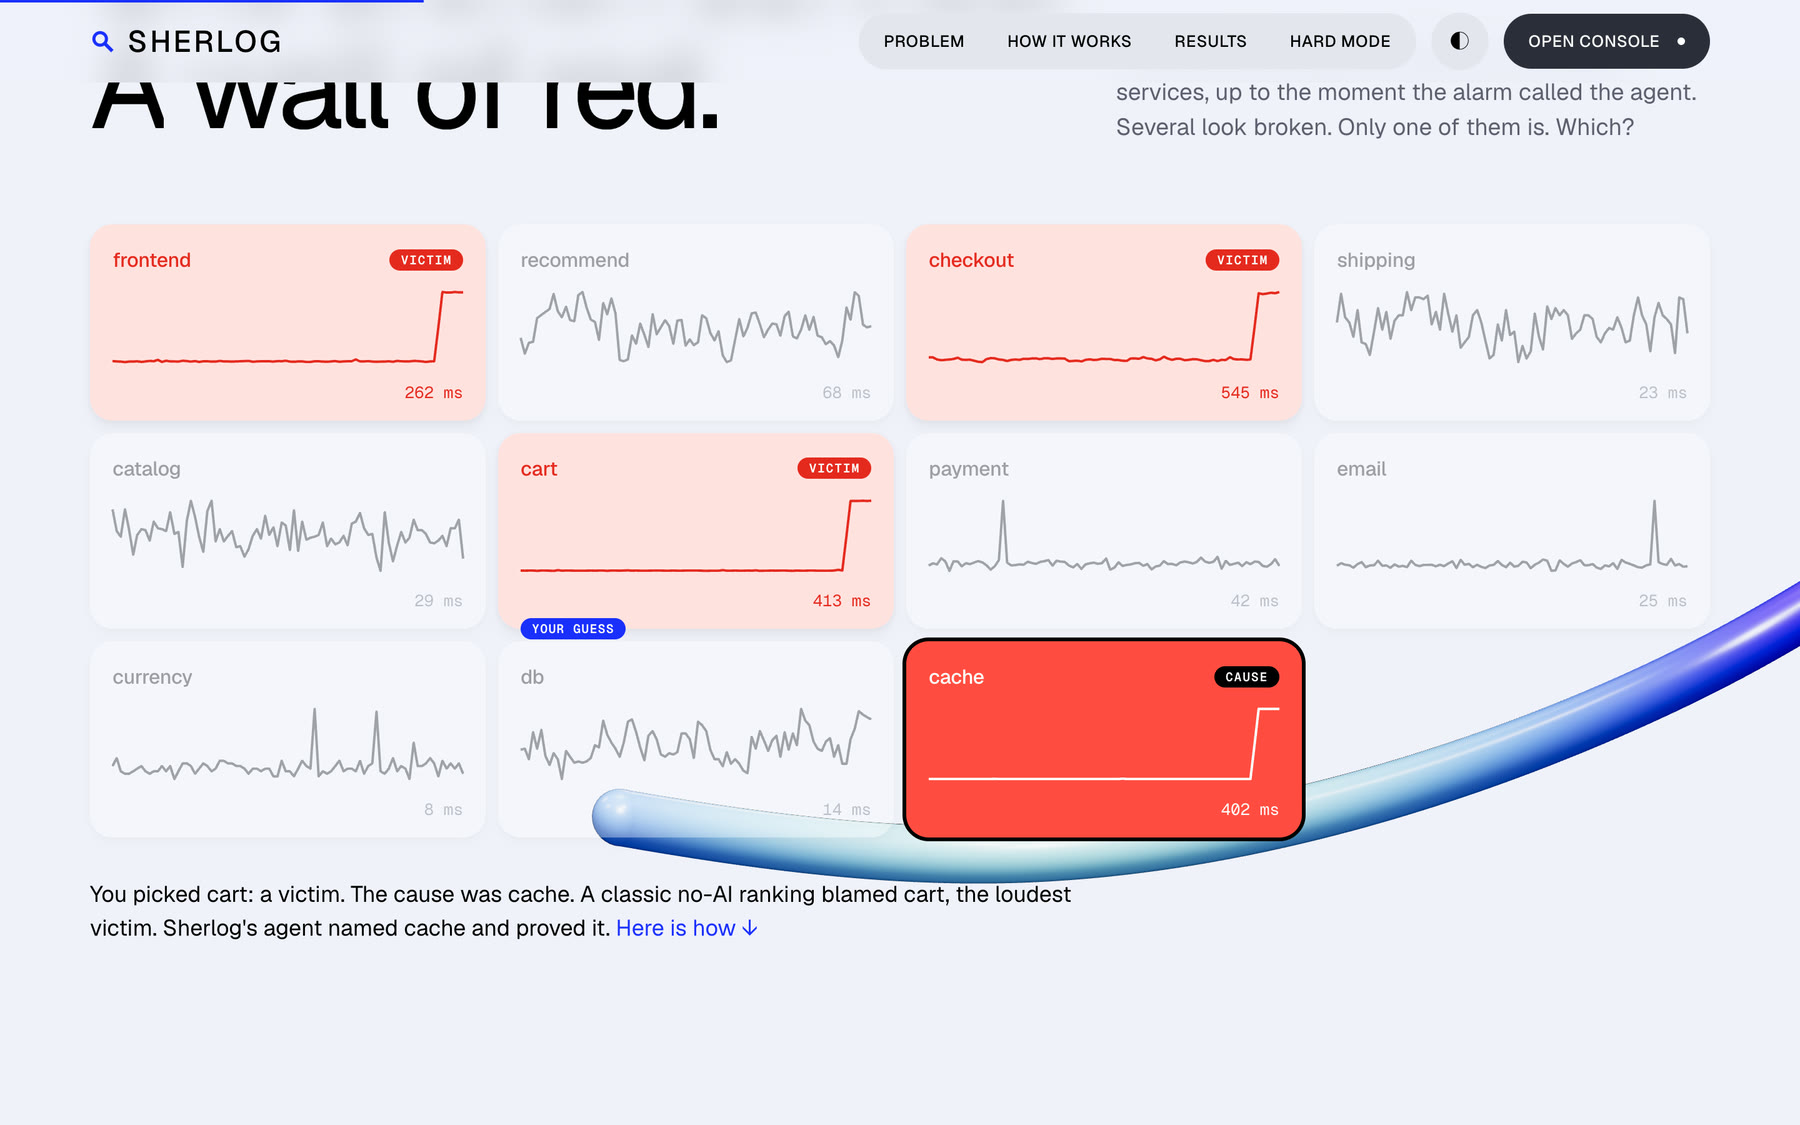 SHERLOG
PROBLEM
HOW IT WORKS
RESULTS
HARD MODE
OPEN CONSOLE
A wall of red.
services, up to the moment the alarm called the agent.
Several look broken. Only one of them is. Which?
frontend
VICTIM
262 ms
recommend
68 ms
checkout
VICTIM
545 ms
shipping
23 ms
catalog
29 ms
cart
VICTIM
413 ms
YOUR GUESS
payment
42 ms
email
25 ms
currency
8 ms
db
14 ms
cache
CAUSE
402 ms
You picked cart: a victim. The cause was cache. A classic no-AI ranking blamed cart, the loudest
victim. Sherlog's agent named cache and proved it. Here is how ↓